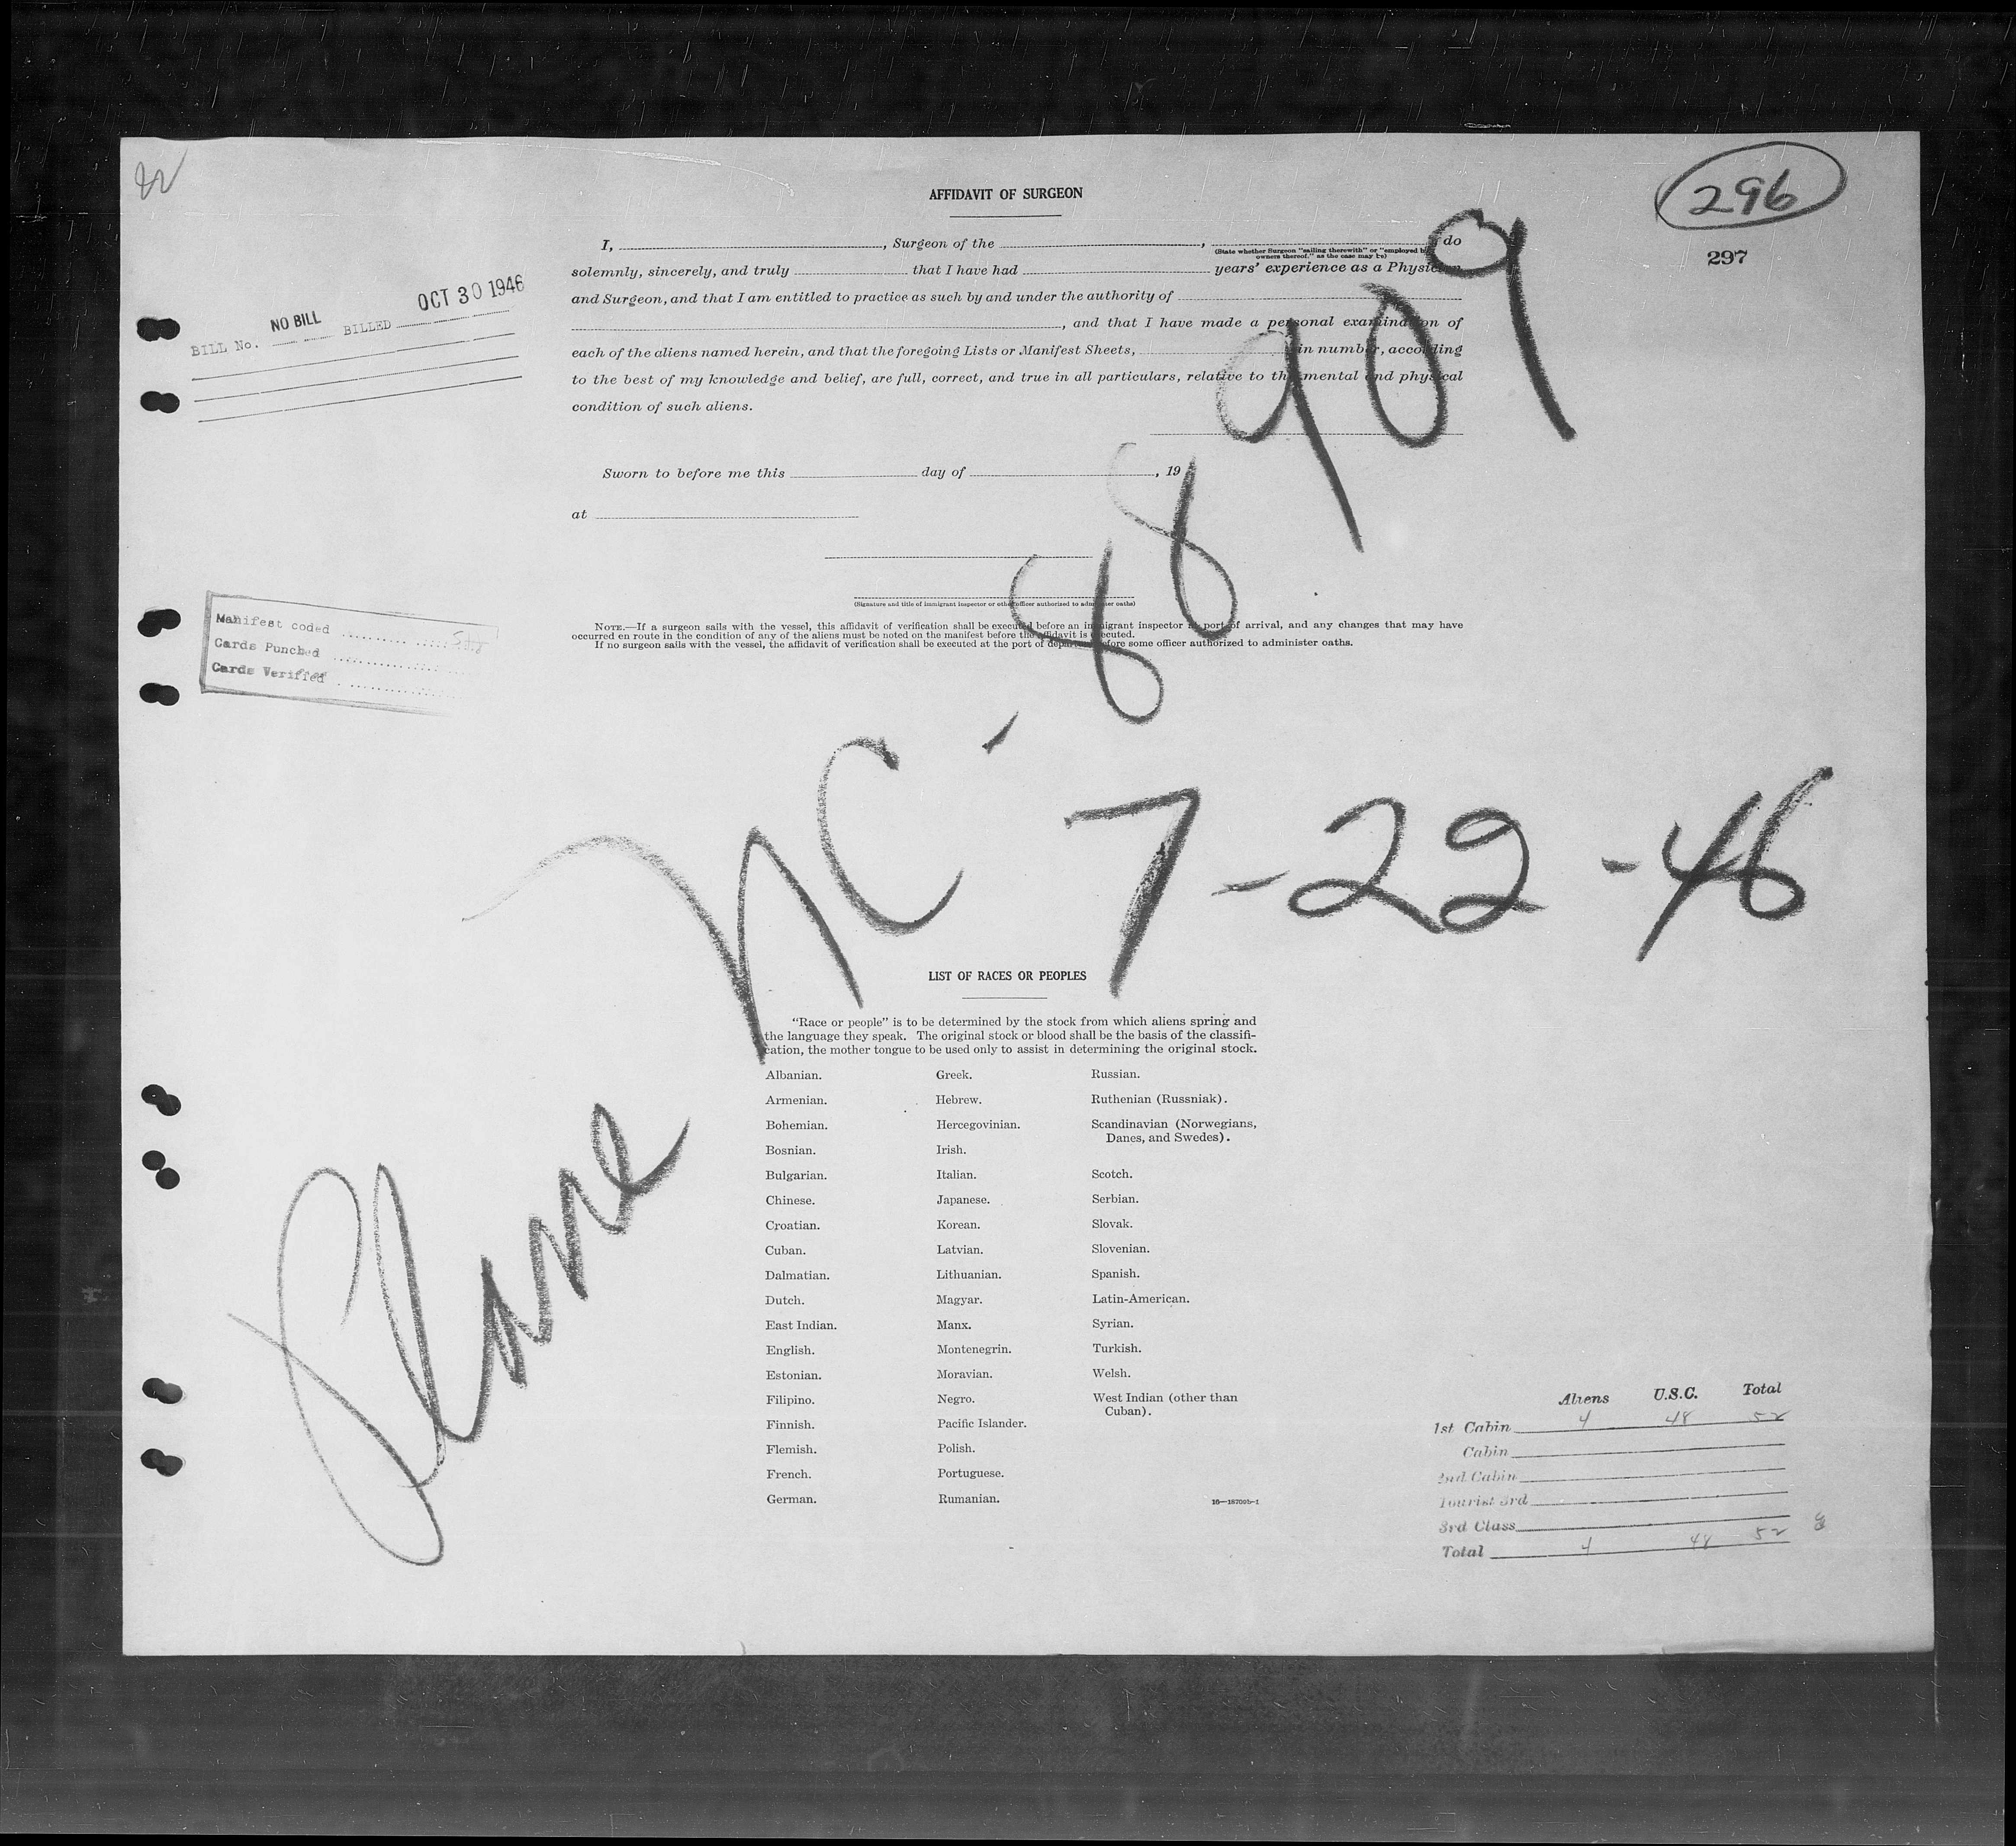 22
AFFIDAVIT OF SURGEON
296
297
I, , Surgeon of the , , do
(State whether Surgeon "sailing therewith" or "employed by owners thereof," as the case may be)
solemnly, sincerely, and truly that I have had years' experience as a Physician
and Surgeon, and that I am entitled to practice as such by and under the authority of
, and that I have made a personal examination of
each of the aliens named herein, and that the foregoing Lists or Manifest Sheets, in number, according
to the best of my knowledge and belief, are full, correct, and true in all particulars, relative to the mental and physical
condition of such aliens.
BILL No. NO BILL BILLED OCT 30 1946
Sworn to before me this day of , 19
at
(Signature and title of immigrant inspector or other officer authorized to administer oaths)
NOTE.—If a surgeon sails with the vessel, this affidavit of verification shall be executed before an immigrant inspector at port of arrival, and any changes that may have
occurred en route in the condition of any of the aliens must be noted on the manifest before the affidavit is executed.
If no surgeon sails with the vessel, the affidavit of verification shall be executed at the port of departure before some officer authorized to administer oaths.
Manifest coded
Cards Punched
Cards Verified
Plane NC-88909
7-22-46
LIST OF RACES OR PEOPLES
"Race or people" is to be determined by the stock from which aliens spring and
the language they speak. The original stock or blood shall be the basis of the classifi-
cation, the mother tongue to be used only to assist in determining the original stock.
Albanian.
Armenian.
Bohemian.
Bosnian.
Bulgarian.
Chinese.
Croatian.
Cuban.
Dalmatian.
Dutch.
East Indian.
English.
Estonian.
Filipino.
Finnish.
Flemish.
French.
German.
Greek.
Hebrew.
Hercegovinian.
Irish.
Italian.
Japanese.
Korean.
Latvian.
Lithuanian.
Magyar.
Manx.
Montenegrin.
Moravian.
Negro.
Pacific Islander.
Polish.
Portuguese.
Rumanian.
Russian.
Ruthenian (Russniak).
Scandinavian (Norwegians,
Danes, and Swedes).
Scotch.
Serbian.
Slovak.
Slovenian.
Spanish.
Latin-American.
Syrian.
Turkish.
Welsh.
West Indian (other than
Cuban).
16—18709b-1
Aliens U.S.C. Total
1st Cabin 4 48 52
Cabin
2nd Cabin
Tourist 3rd
3rd Class
Total 4 48 52